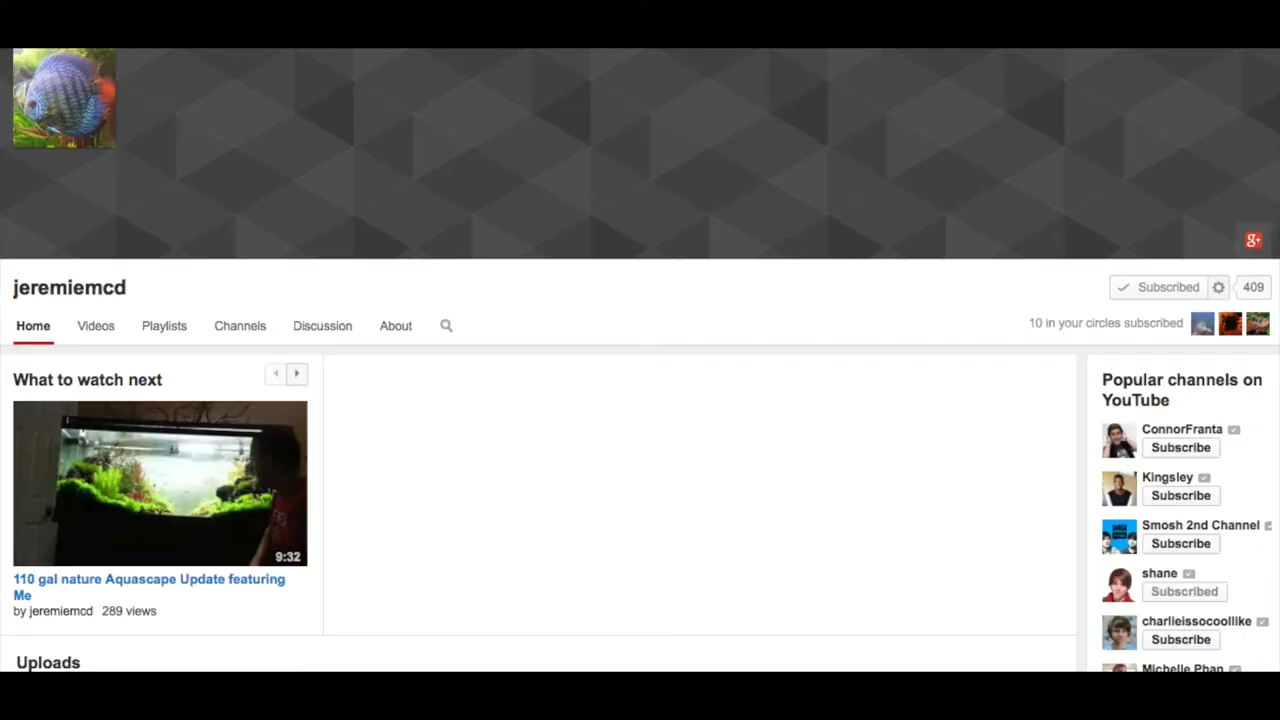 g+
jeremiemcd
Subscribed 409
Home Videos Playlists Channels Discussion About
10 in your circles subscribed
What to watch next
9:32
110 gal nature Aquascape Update featuring
Me
by jeremiemcd 289 views
Uploads
Popular channels on
YouTube
ConnorFranta
Subscribe
Kingsley
Subscribe
Smosh 2nd Channel
Subscribe
shane
Subscribed
charlieissocoollike
Subscribe
Michelle Phan